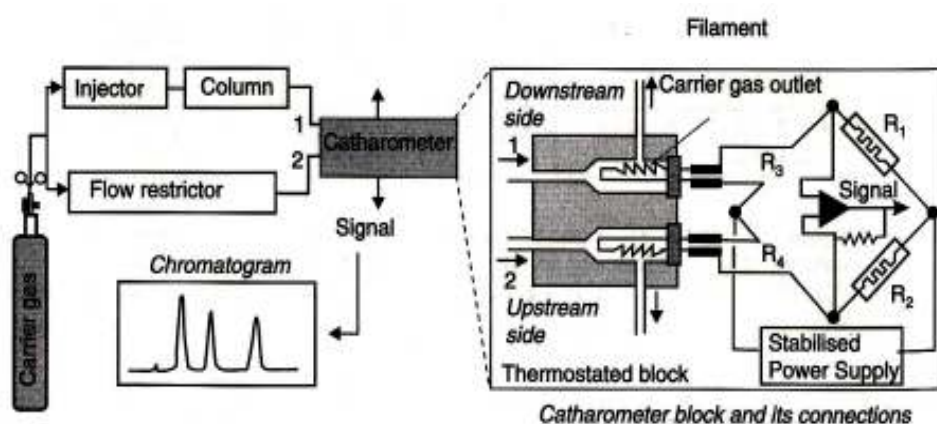 Filament
Injector
Column
1
2
Catharometer
Flow restrictor
Signal
Chromatogram
Carrier gas
Downstream
side
Carrier gas outlet
1
R3
R1
Signal
R4
R2
2
Upstream
side
Thermostated block
Stabilised
Power Supply
Catharometer block and its connections